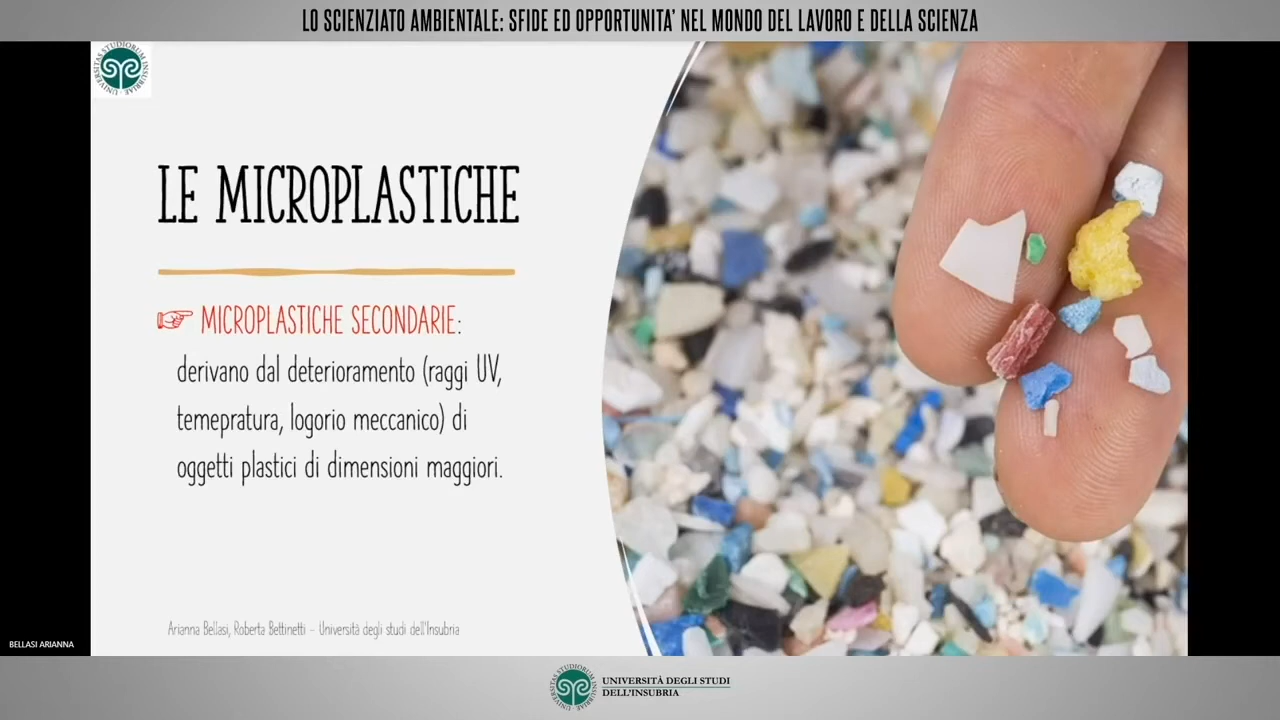 LO SCIENZIATO AMBIENTALE: SFIDE ED OPPORTUNITA' NEL MONDO DEL LAVORO E DELLA SCIENZA
LE MICROPLASTICHE
MICROPLASTICHE SECONDARIE:
derivano dal deterioramento (raggi UV,
temepratura, logorio meccanico) di
oggetti plastici di dimensioni maggiori.
Arianna Bellasi, Roberta Bettinetti – Università degli studi dell'Insubria
BELLASI ARIANNA
UNIVERSITÀ DEGLI STUDI
DELL'INSUBRIA